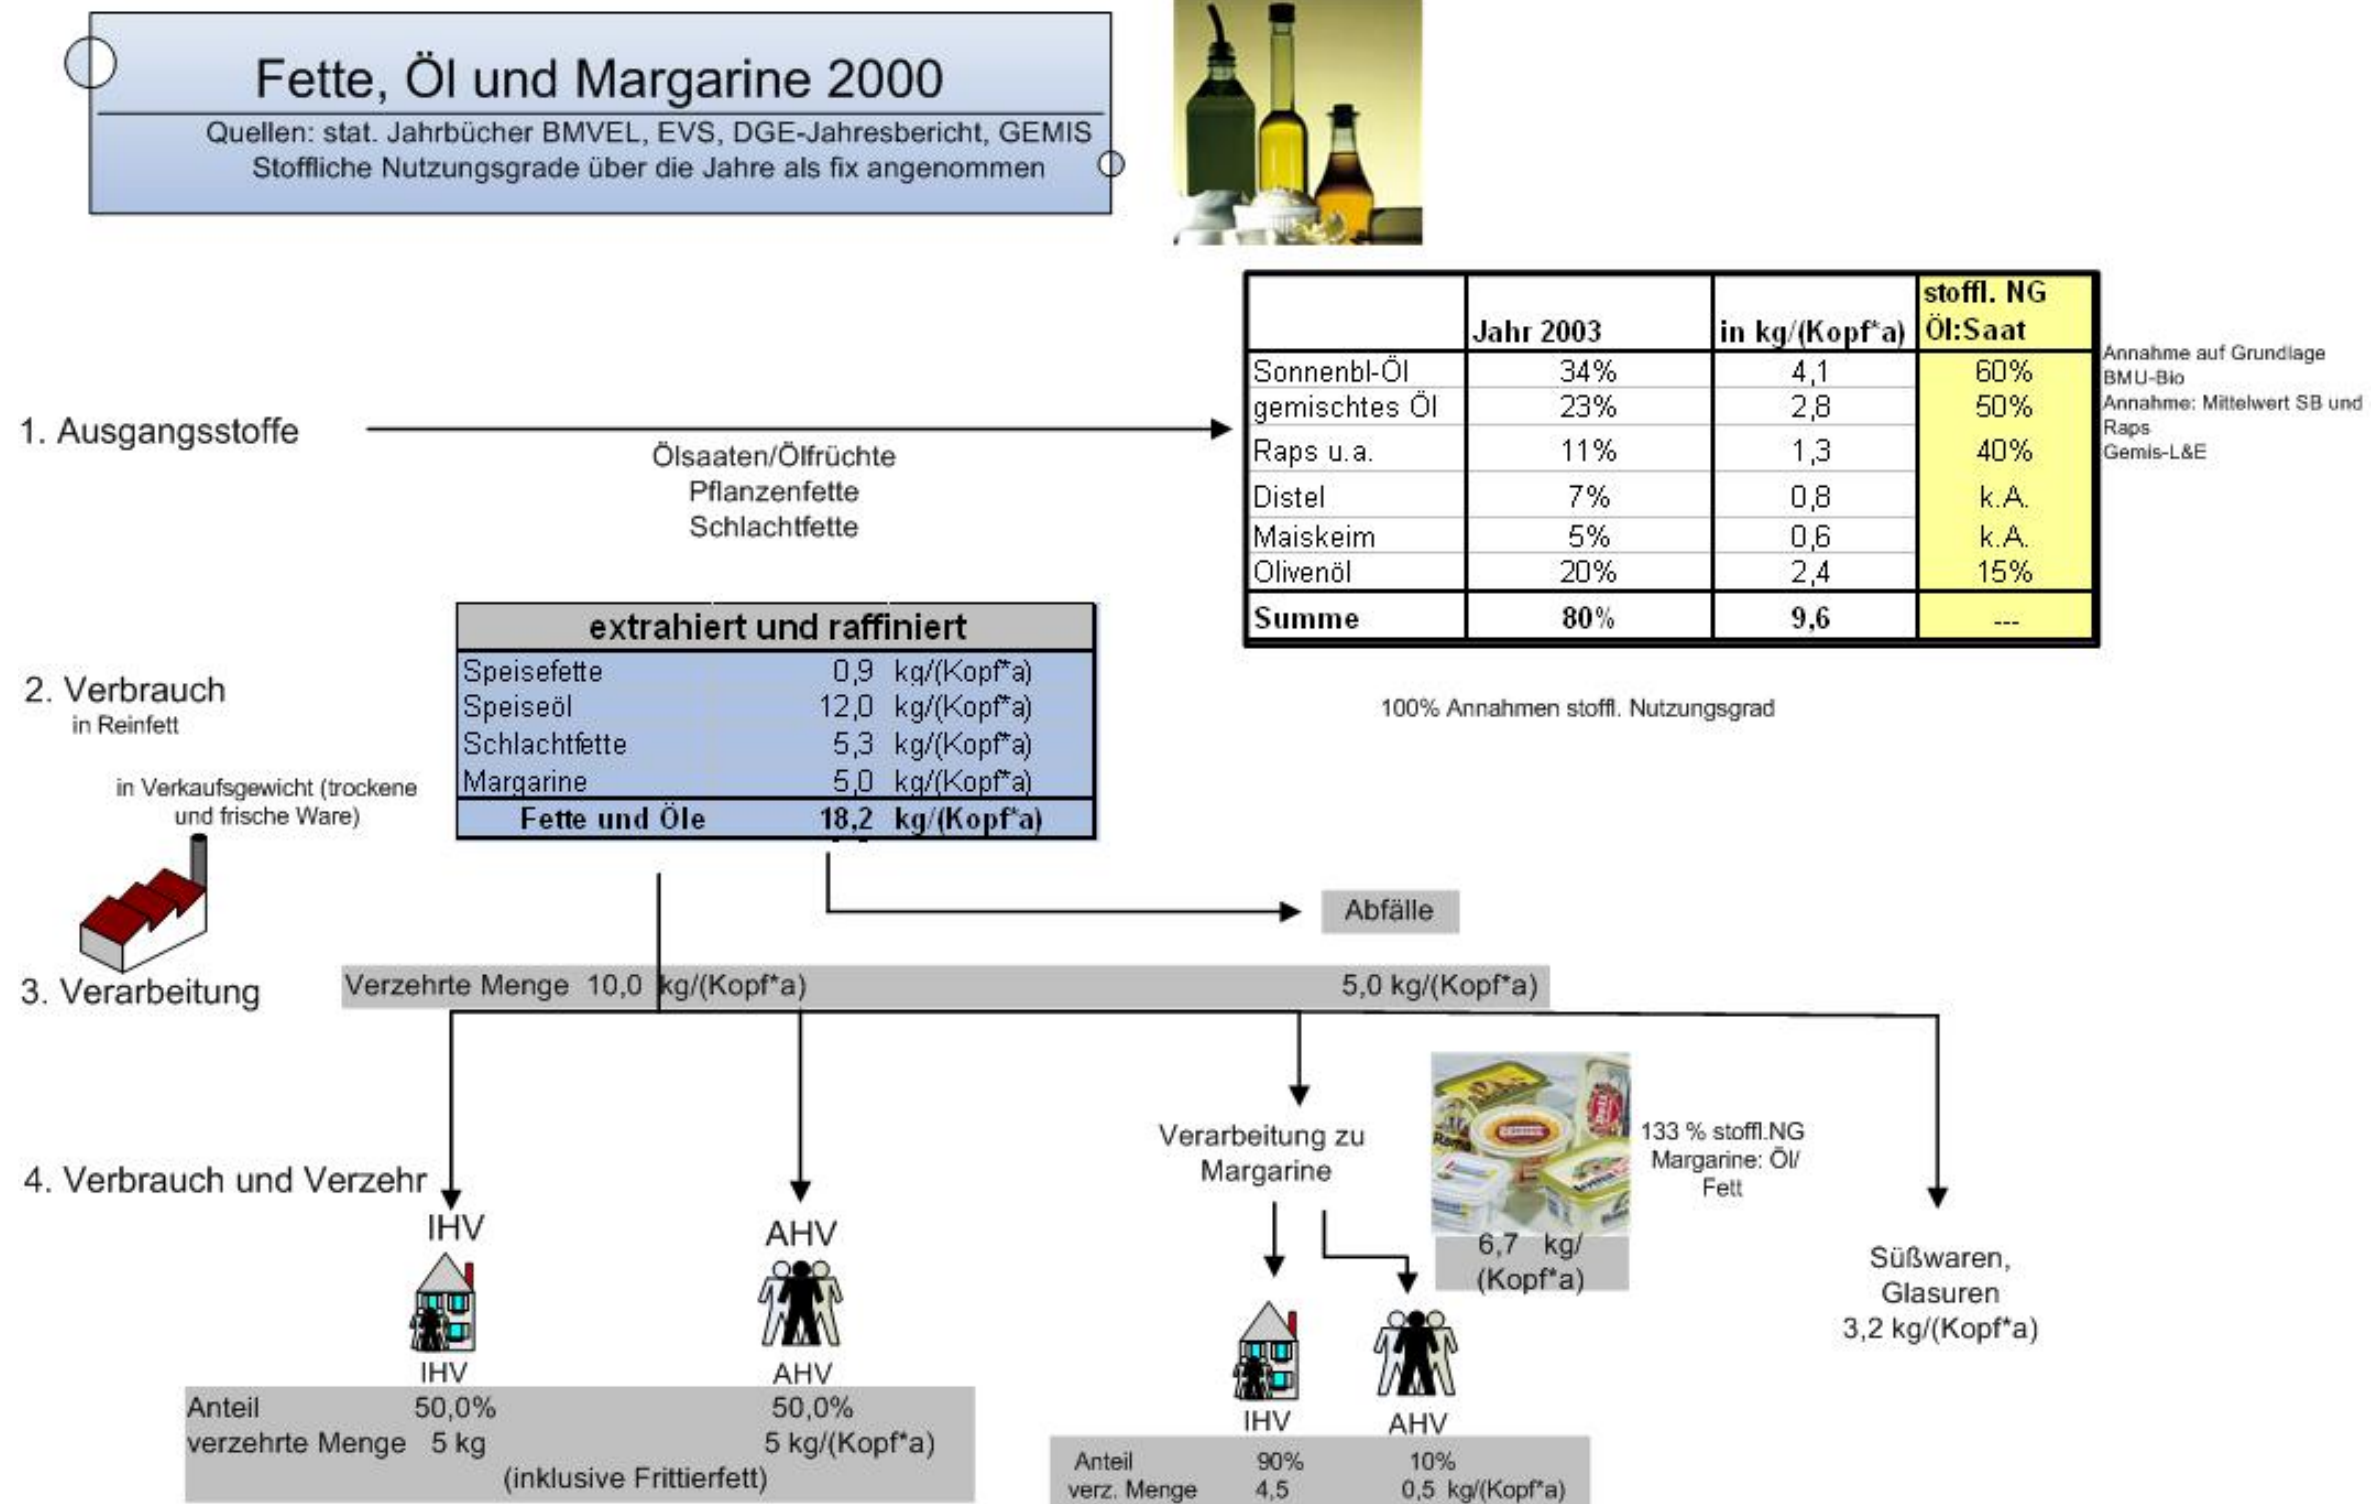 Fette, Öl und Margarine 2000
Quellen: stat. Jahrbücher BMVEL, EVS, DGE-Jahresbericht, GEMIS
Stoffliche Nutzungsgrade über die Jahre als fix angenommen
stoffl. NG
Jahr 2003 in kg/(Kopf*a) Öl:Saat
Sonnenbl-Öl 34% 4,1 60%
gemischtes Öl 23% 2,8 50%
Raps u.a. 11% 1,3 40%
Distel 7% 0,8 k.A.
Maiskeim 5% 0,6 k.A.
Olivenöl 20% 2,4 15%
Summe 80% 9,6 ---
Annahme auf Grundlage
BMU-Bio
Annahme: Mittelwert SB und
Raps
Gemis-L&E
1. Ausgangsstoffe
Ölsaaten/Ölfrüchte
Pflanzenfette
Schlachtfette
extrahiert und raffiniert
Speisefette 0,9 kg/(Kopf*a)
Speiseöl 12,0 kg/(Kopf*a)
Schlachtfette 5,3 kg/(Kopf*a)
Margarine 5,0 kg/(Kopf*a)
Fette und Öle 18,2 kg/(Kopf*a)
2. Verbrauch
in Reinfett
100% Annahmen stoffl. Nutzungsgrad
in Verkaufsgewicht (trockene
und frische Ware)
Abfälle
3. Verarbeitung
Verzehrte Menge 10,0 kg/(Kopf*a) 5,0 kg/(Kopf*a)
Verarbeitung zu
Margarine
Rama
133 % stoffl.NG
Margarine: Öl/
Fett
4. Verbrauch und Verzehr
IHV AHV
6,7 kg/
(Kopf*a)
Süßwaren,
Glasuren
3,2 kg/(Kopf*a)
IHV AHV
Anteil 50,0% 50,0%
verzehrte Menge 5 kg 5 kg/(Kopf*a)
(inklusive Frittierfett)
IHV AHV
Anteil 90% 10%
verz. Menge 4,5 0,5 kg/(Kopf*a)